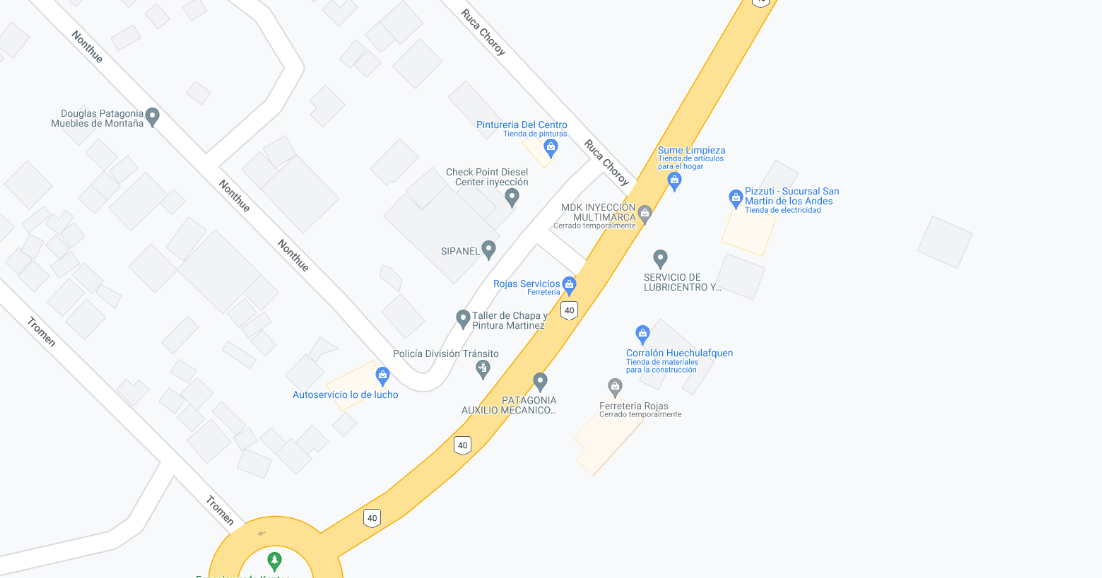 Ruca Choroy
Nonthue
Douglas Patagonia
Muebles de Montaña
Pintureria Del Centro
Tienda de pinturas
Ruca Choroy
Sume Limpieza
Tienda de artículos
para el hogar
Check Point Diesel
Center inyección
Nonthue
Pizzuti - Sucursal San
Martin de los Andes
Tienda de electricidad
MDK INYECCIÓN
MULTIMARCA
Cerrado temporalmente
Nonthue
SIPANEL
SERVICIO DE
LUBRICENTRO Y...
Rojas Servicios
Ferretería
40
Tromen
Taller de Chapa y
Pintura Martinez
Policía División Tránsito
Corralón Huechulafquen
Tienda de materiales
para la construcción
Autoservicio lo de lucho
PATAGONIA
AUXILIO MECANICO...
Ferreteria Rojas
Cerrado temporalmente
40
Tromen
40